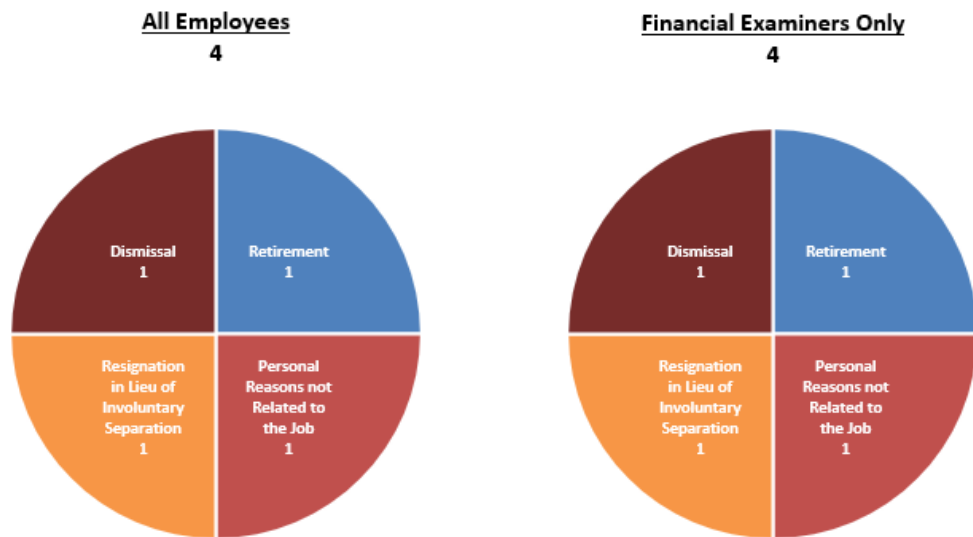 All Employees
4
Financial Examiners Only
4
Dismissal
1
Retirement
1
Resignation
in Lieu of
Involuntary
Separation
1
Personal
Reasons not
Related to
the Job
1
Dismissal
1
Retirement
1
Resignation
in Lieu of
Involuntary
Separation
1
Personal
Reasons not
Related to
the Job
1